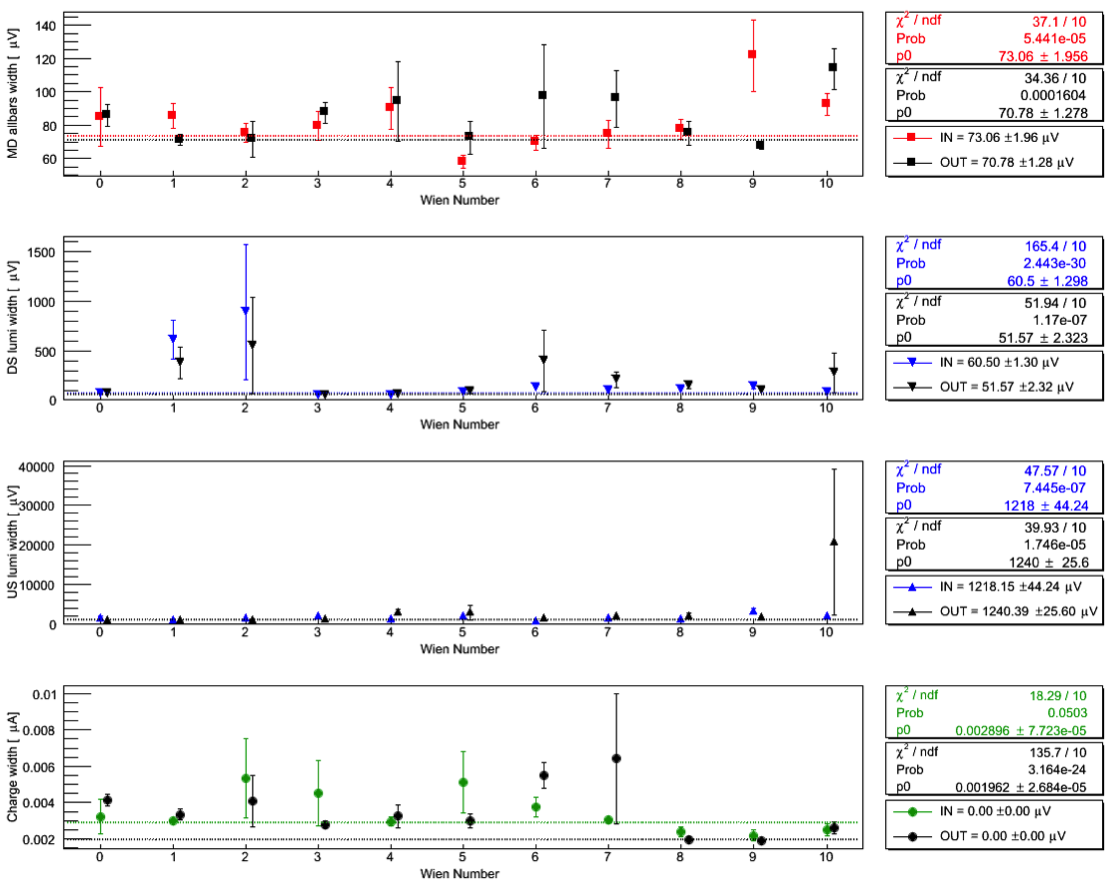 MD allbars width [ μV]
140
120
100
80
60
0 1 2 3 4 5 6 7 8 9 10
Wien Number
χ² / ndf 37.1 / 10
Prob 5.441e-05
p0 73.06 ± 1.956
χ² / ndf 34.36 / 10
Prob 0.0001604
p0 70.78 ± 1.278
IN = 73.06 ±1.96 μV
OUT = 70.78 ±1.28 μV
DS lumi width [ μV]
1500
1000
500
0
0 1 2 3 4 5 6 7 8 9 10
Wien Number
χ² / ndf 165.4 / 10
Prob 2.443e-30
p0 60.5 ± 1.298
χ² / ndf 51.94 / 10
Prob 1.17e-07
p0 51.57 ± 2.323
IN = 60.50 ±1.30 μV
OUT = 51.57 ±2.32 μV
US lumi width [ μV]
40000
30000
20000
10000
0
0 1 2 3 4 5 6 7 8 9 10
Wien Number
χ² / ndf 47.57 / 10
Prob 7.445e-07
p0 1218 ± 44.24
χ² / ndf 39.93 / 10
Prob 1.746e-05
p0 1240 ± 25.6
IN = 1218.15 ±44.24 μV
OUT = 1240.39 ±25.60 μV
Charge width [ μA]
0.01
0.008
0.006
0.004
0.002
0 1 2 3 4 5 6 7 8 9 10
Wien Number
χ² / ndf 18.29 / 10
Prob 0.0503
p0 0.002896 ± 7.723e-05
χ² / ndf 135.7 / 10
Prob 3.164e-24
p0 0.001962 ± 2.684e-05
IN = 0.00 ±0.00 μV
OUT = 0.00 ±0.00 μV